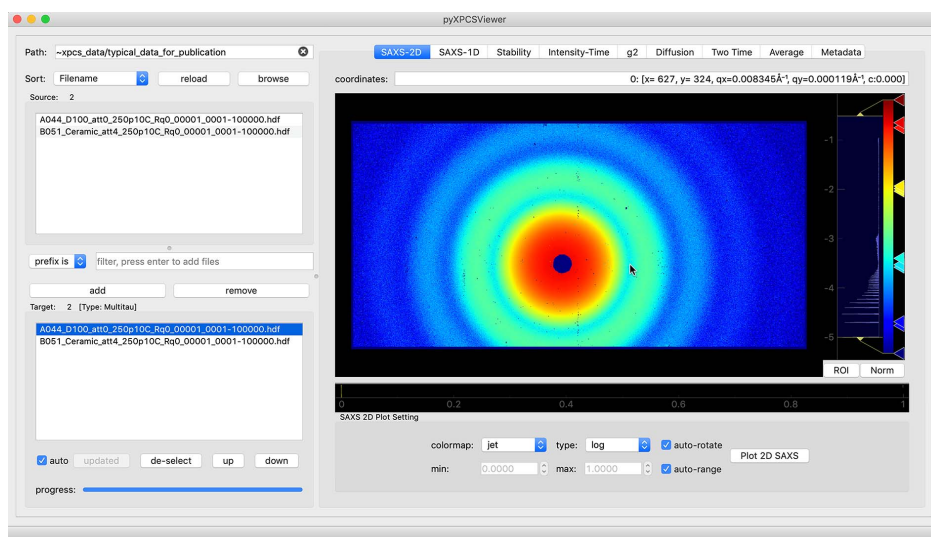 pyXPCSViewer
Path: ~xpcs_data/typical_data_for_publication
Sort: Filename reload browse
Source: 2
A044_D100_att0_250p10C_Rq0_00001_0001-100000.hdf
B051_Ceramic_att4_250p10C_Rq0_00001_0001-100000.hdf
prefix is filter, press enter to add files
add remove
Target: 2 [Type: Multitau]
A044_D100_att0_250p10C_Rq0_00001_0001-100000.hdf
B051_Ceramic_att4_250p10C_Rq0_00001_0001-100000.hdf
auto updated de-select up down
progress:
SAXS-2D SAXS-1D Stability Intensity-Time g2 Diffusion Two Time Average Metadata
coordinates: 0: [x= 627, y= 324, qx=0.008345Å⁻¹, qy=0.000119Å⁻¹, c:0.000]
-1
-2
-3
-4
-5
ROI Norm
0 0.2 0.4 0.6 0.8 1
SAXS 2D Plot Setting
colormap: jet type: log auto-rotate
Plot 2D SAXS
min: 0.0000 max: 1.0000 auto-range